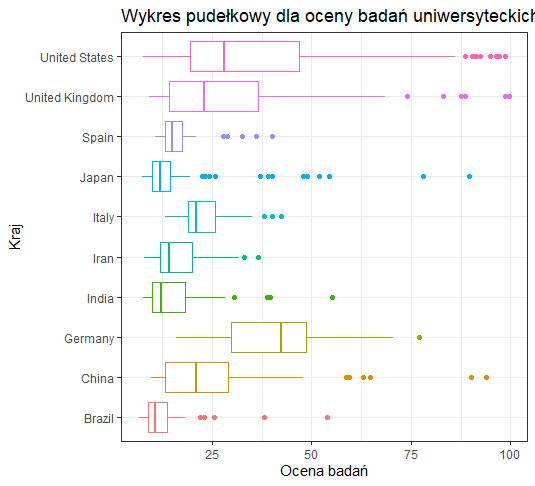 Wykres pudełkowy dla oceny badań uniwersyteckich
United States
United Kingdom
Spain
Japan
Italy
Iran
India
Germany
China
Brazil
Kraj
25
50
75
100
Ocena badań